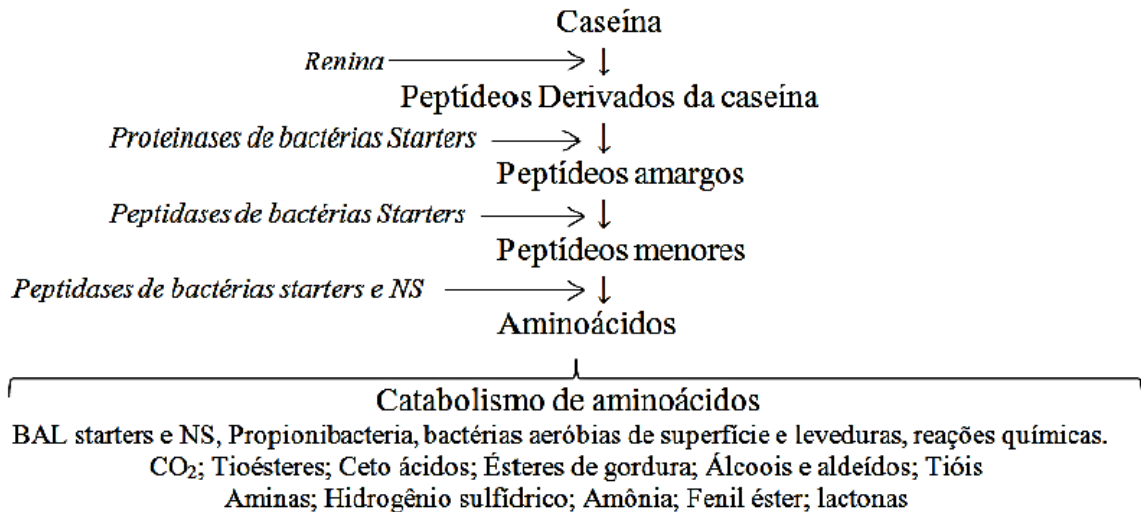 Caseína
Renina
Peptídeos Derivados da caseína
Proteinases de bactérias Starters
Peptídeos amargos
Peptidases de bactérias Starters
Peptídeos menores
Peptidases de bactérias starters e NS
Aminoácidos
Catabolismo de aminoácidos
BAL starters e NS, Propionibacteria, bactérias aeróbias de superfície e leveduras, reações químicas.
CO₂; Tioésteres; Ceto ácidos; Ésteres de gordura; Álcoois e aldeídos; Tióis
Aminas; Hidrogênio sulfídrico; Amônia; Fenil éster; lactonas